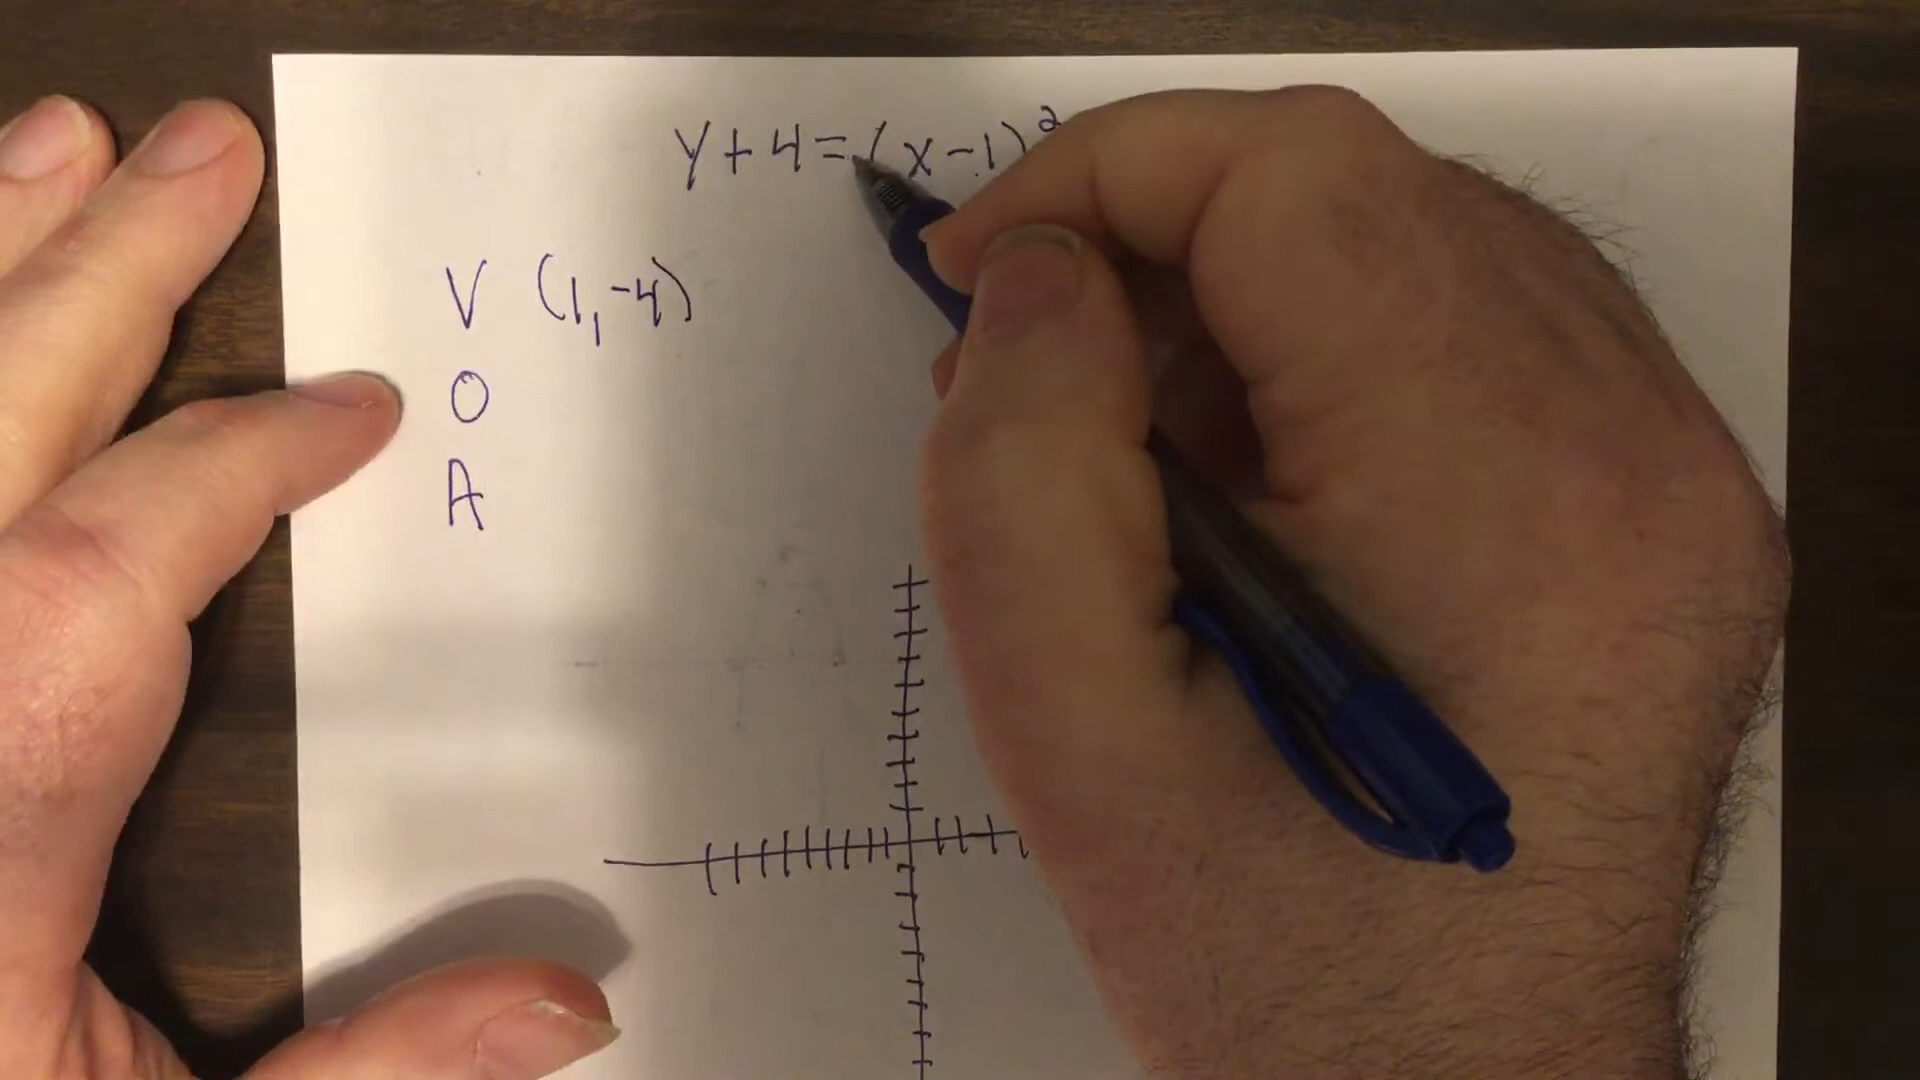 y+4=(x-1)²
V (1,-4)
O
A